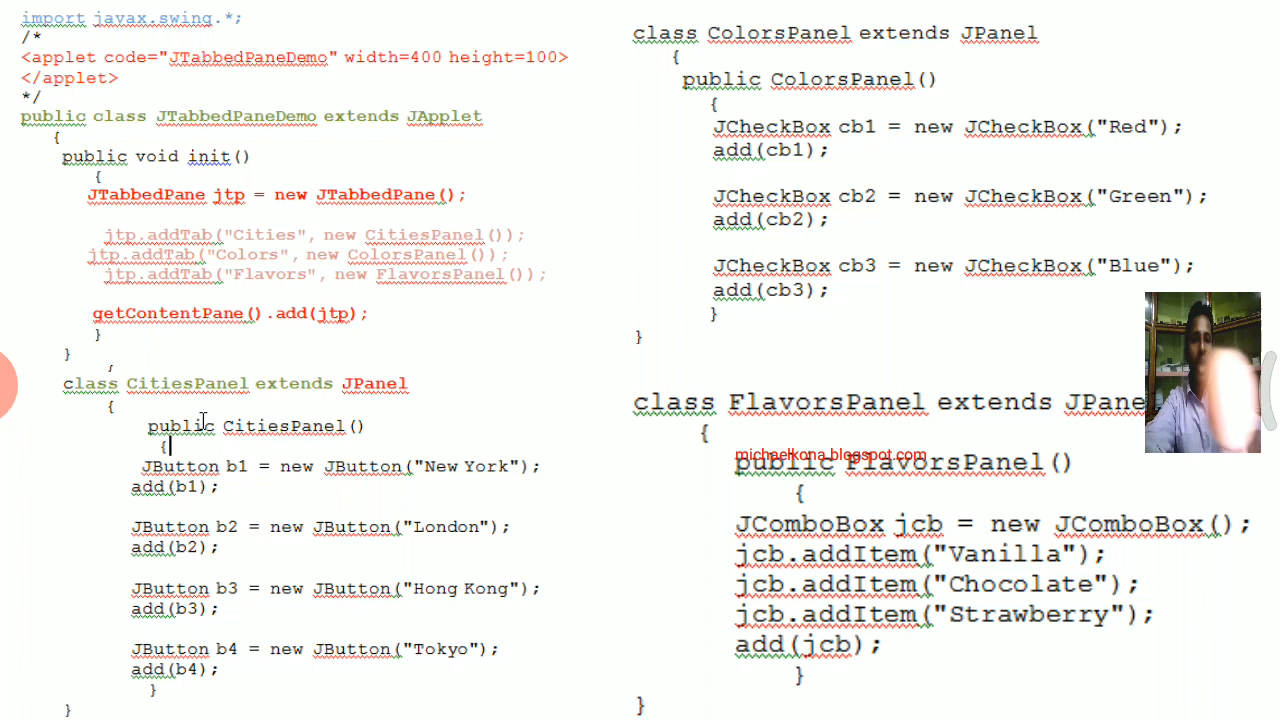 import javax.swing.*;
/*
<applet code="JTabbedPaneDemo" width=400 height=100>
</applet>
*/
public class JTabbedPaneDemo extends JApplet
{
public void init()
{
JTabbedPane jtp = new JTabbedPane();
jtp.addTab("Cities", new CitiesPanel());
jtp.addTab("Colors", new ColorsPanel());
jtp.addTab("Flavors", new FlavorsPanel());
getContentPane().add(jtp);
}
}
class CitiesPanel extends JPanel
{
public CitiesPanel()
{
JButton b1 = new JButton("New York");
add(b1);
JButton b2 = new JButton("London");
add(b2);
JButton b3 = new JButton("Hong Kong");
add(b3);
JButton b4 = new JButton("Tokyo");
add(b4);
}
}
class ColorsPanel extends JPanel
{
public ColorsPanel()
{
JCheckBox cb1 = new JCheckBox("Red");
add(cb1);
JCheckBox cb2 = new JCheckBox("Green");
add(cb2);
JCheckBox cb3 = new JCheckBox("Blue");
add(cb3);
}
}
class FlavorsPanel extends JPane
{
michaelkona.blogspot.com
public FlavorsPanel()
{
JComboBox jcb = new JComboBox();
jcb.addItem("Vanilla");
jcb.addItem("Chocolate");
jcb.addItem("Strawberry");
add(jcb);
}
}